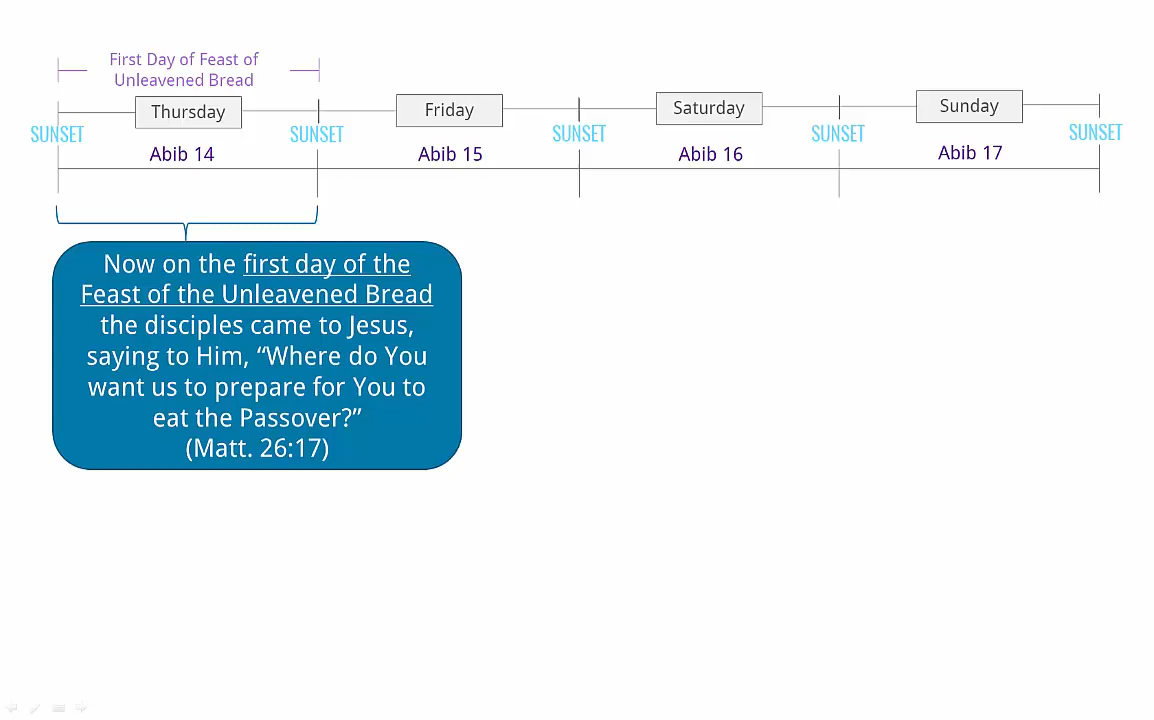 First Day of Feast of
Unleavened Bread
Thursday
Friday
Saturday
Sunday
SUNSET
SUNSET
SUNSET
SUNSET
SUNSET
Abib 14
Abib 15
Abib 16
Abib 17
Now on the first day of the
Feast of the Unleavened Bread
the disciples came to Jesus,
saying to Him, “Where do You
want us to prepare for You to
eat the Passover?”
(Matt. 26:17)